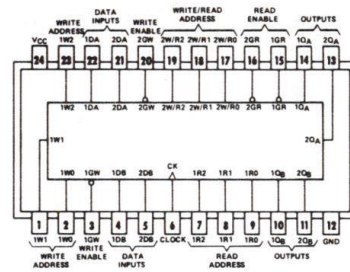 WRITE ADDRESS
DATA INPUTS
WRITE ENABLE
WRITE/READ ADDRESS
READ ENABLE
OUTPUTS
VCC 1W2 1DA 2DA 2GW 2W/R2 2W/R1 2W/R0 2GR 1GR 1QA 2QA
24 23 22 21 20 19 18 17 16 15 14 13
1W2 1DA 2DA 2GW 2W/R2 2W/R1 2W/R0 2GR 1GR 1QA
1W1 2QA
CK
1W0 1GW 1DB 2DB 1R2 1R1 1R0 1QB 2QB
1 2 3 4 5 6 7 8 9 10 11 12
1W1 1W0 1GW 1DB 2DB CLOCK 1R2 1R1 1R0 1QB 2QB GND
WRITE ADDRESS
WRITE ENABLE
DATA INPUTS
READ ADDRESS
OUTPUTS